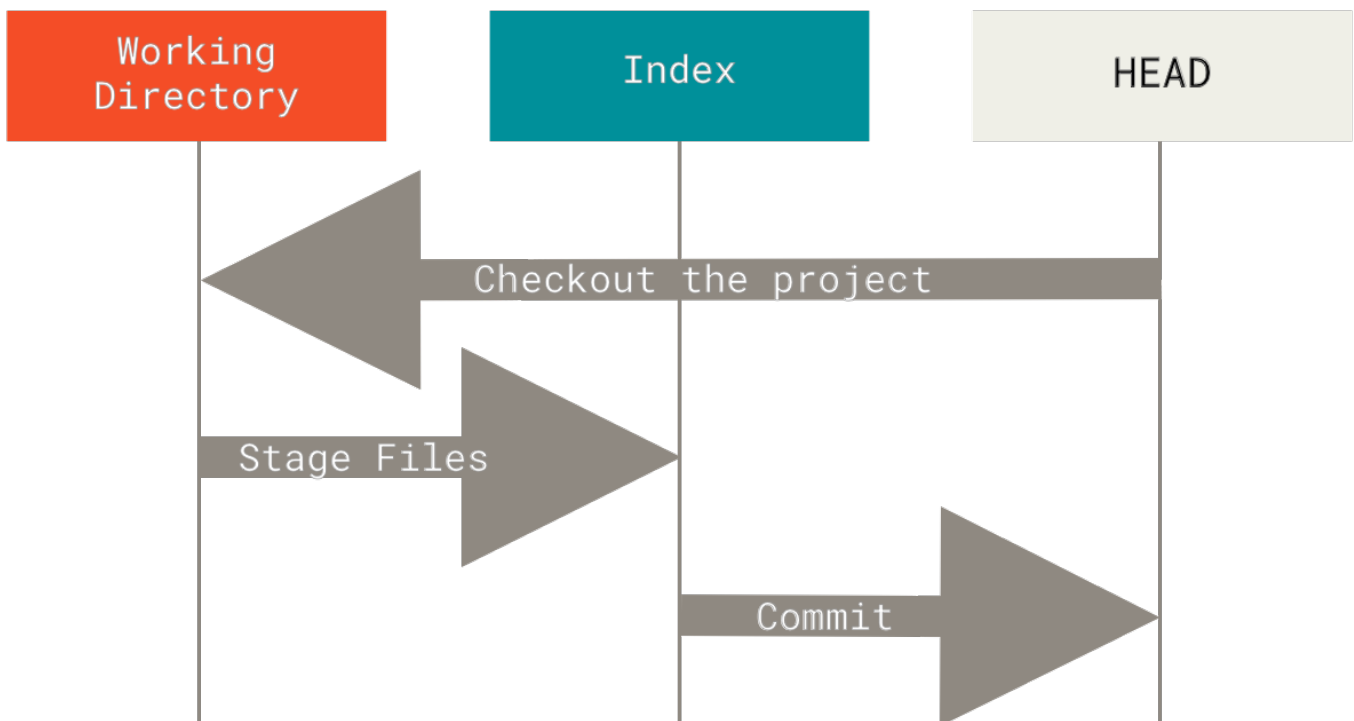 Working
Directory
Index
HEAD
Checkout the project
Stage Files
Commit